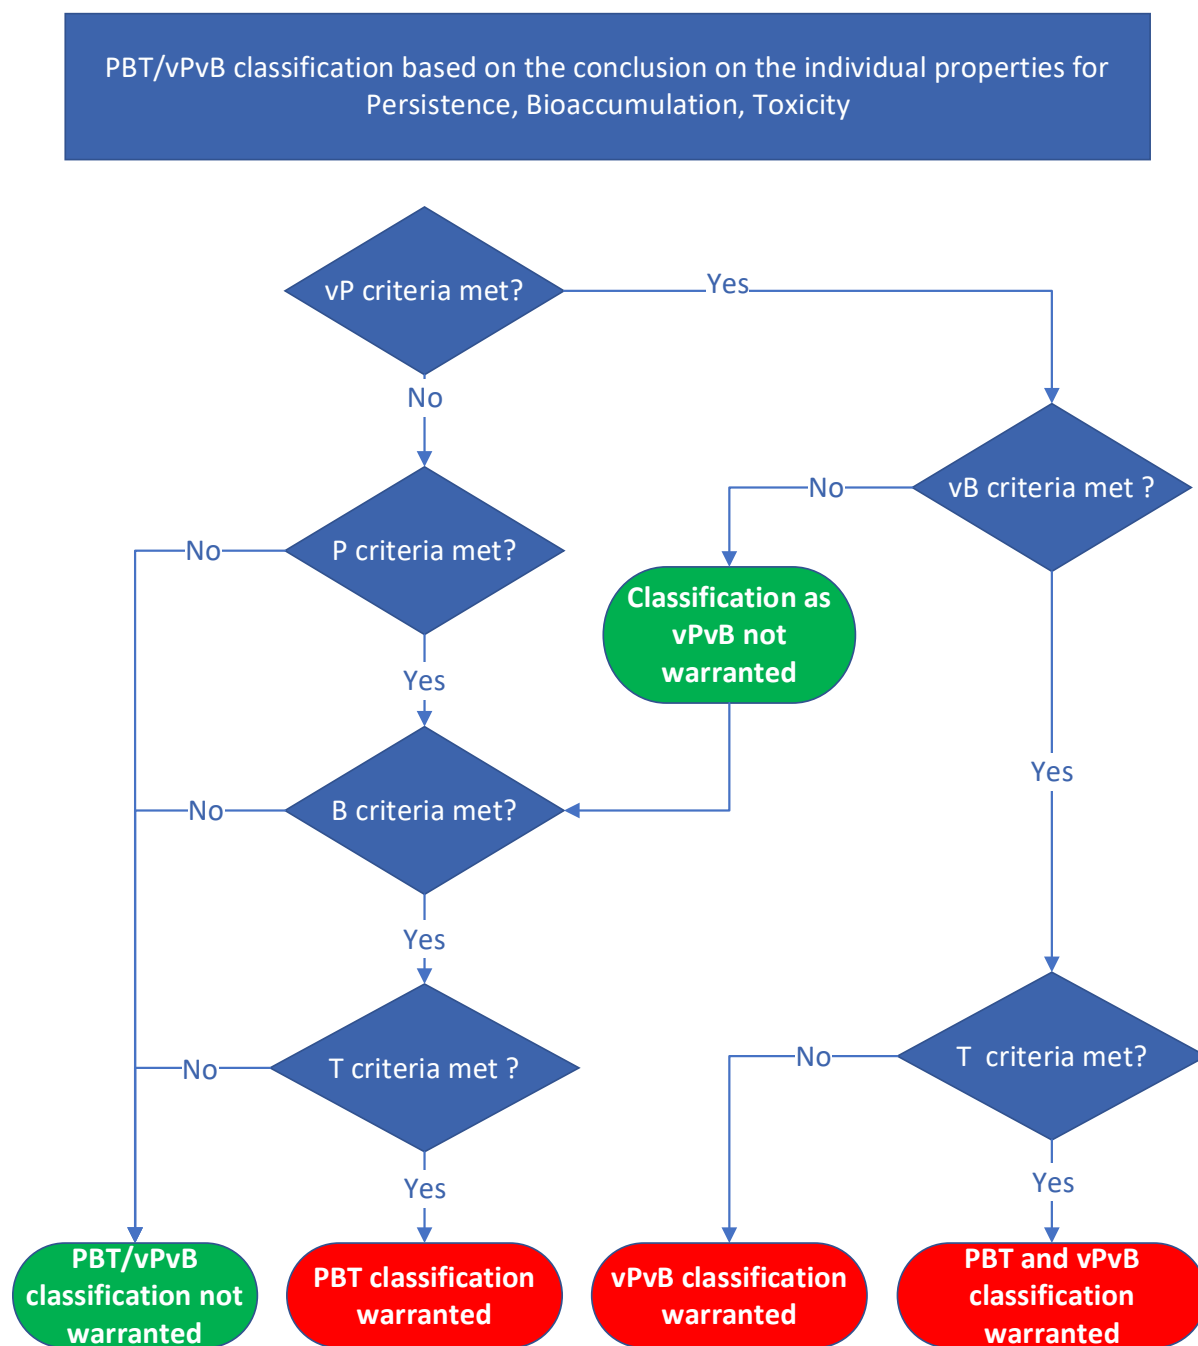 PBT/vPvB classification based on the conclusion on the individual properties for
Persistence, Bioaccumulation, Toxicity
vP criteria met?
Yes
No
vB criteria met ?
No
P criteria met?
No
Classification as
vPvB not
warranted
Yes
Yes
B criteria met?
No
Yes
T criteria met ?
No
T  criteria met?
No
Yes
Yes
PBT/vPvB
classification not
warranted
PBT classification
warranted
vPvB classification
warranted
PBT and vPvB
classification
warranted